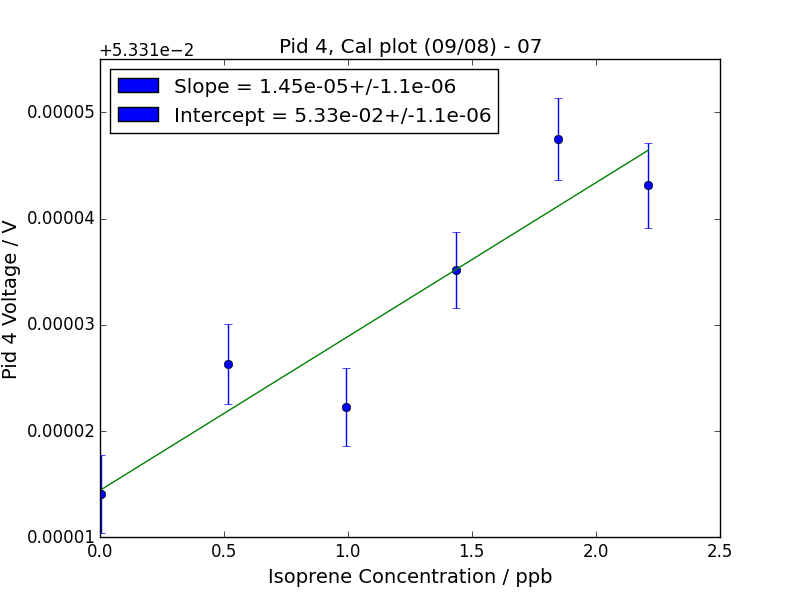 Pid 4, Cal plot (09/08) - 07
+5.331e−2
Slope = 1.45e-05+/-1.1e-06
Intercept = 5.33e-02+/-1.1e-06
0.00005
0.00004
0.00003
0.00002
0.00001
Pid 4 Voltage / V
0.0 0.5 1.0 1.5 2.0 2.5
Isoprene Concentration / ppb